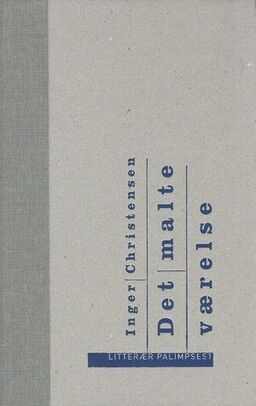 Inger Christensen
Det malte
værelse
LITTERÆR PALIMPSEST